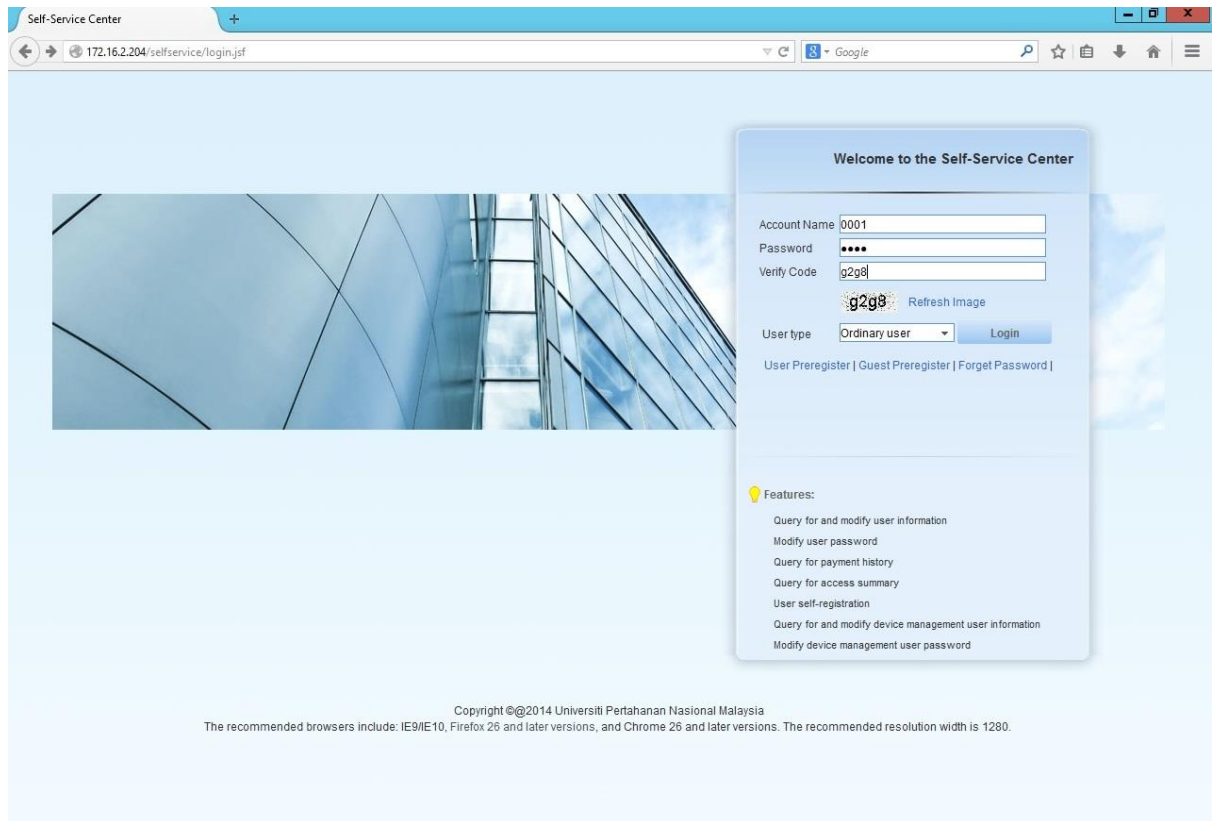 Self-Service Center
172.16.2.204/selfservice/login.jsf
Google
Welcome to the Self-Service Center
Account Name 0001
Password ••••
Verify Code g2g8
g2g8 Refresh Image
User type Ordinary user Login
User Preregister | Guest Preregister | Forget Password |
Features:
Query for and modify user information
Modify user password
Query for payment history
Query for access summary
User self-registration
Query for and modify device management user information
Modify device management user password
Copyright ©@2014 Universiti Pertahanan Nasional Malaysia
The recommended browsers include: IE9/IE10, Firefox 26 and later versions, and Chrome 26 and later versions. The recommended resolution width is 1280.